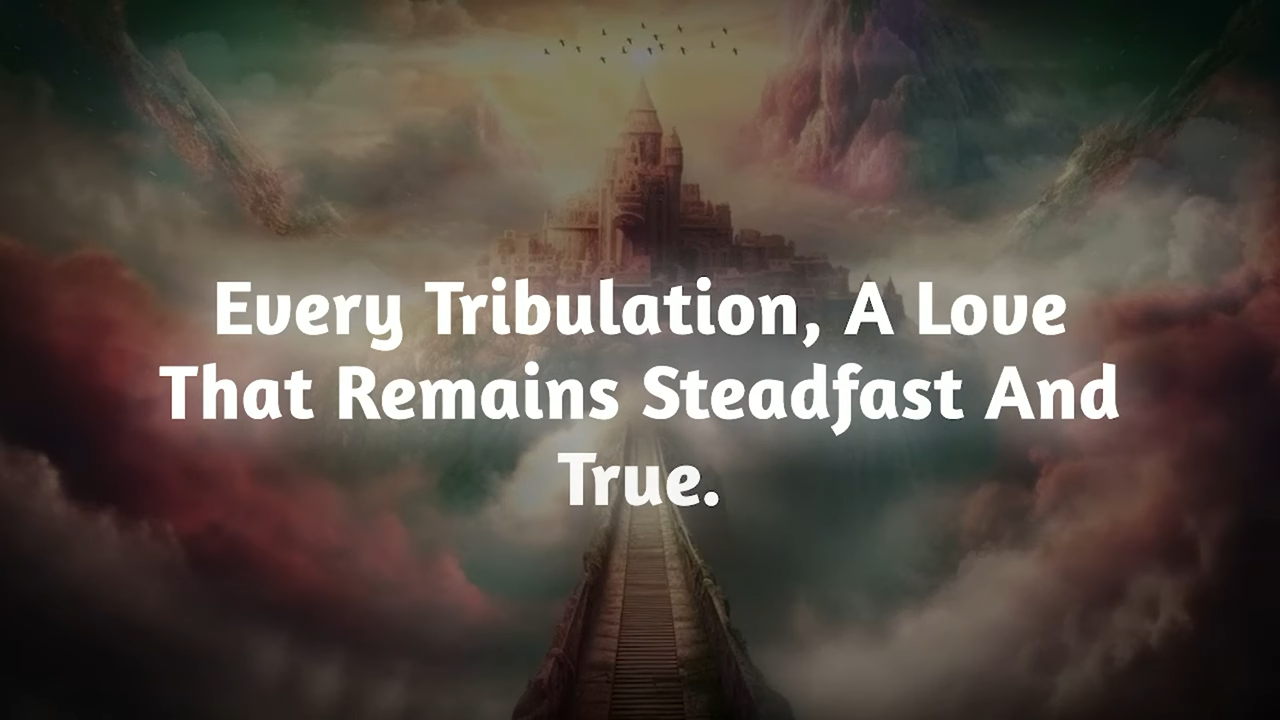 Every Tribulation, A Love
That Remains Steadfast And
True.